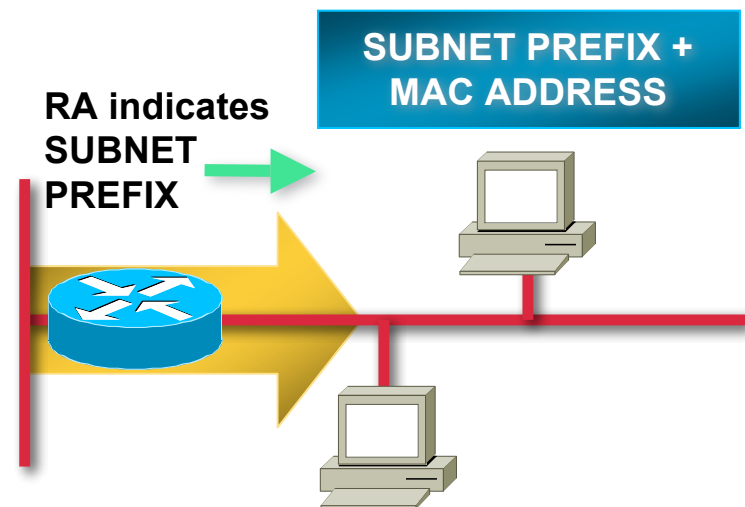 SUBNET PREFIX +
MAC ADDRESS
RA indicates
SUBNET
PREFIX